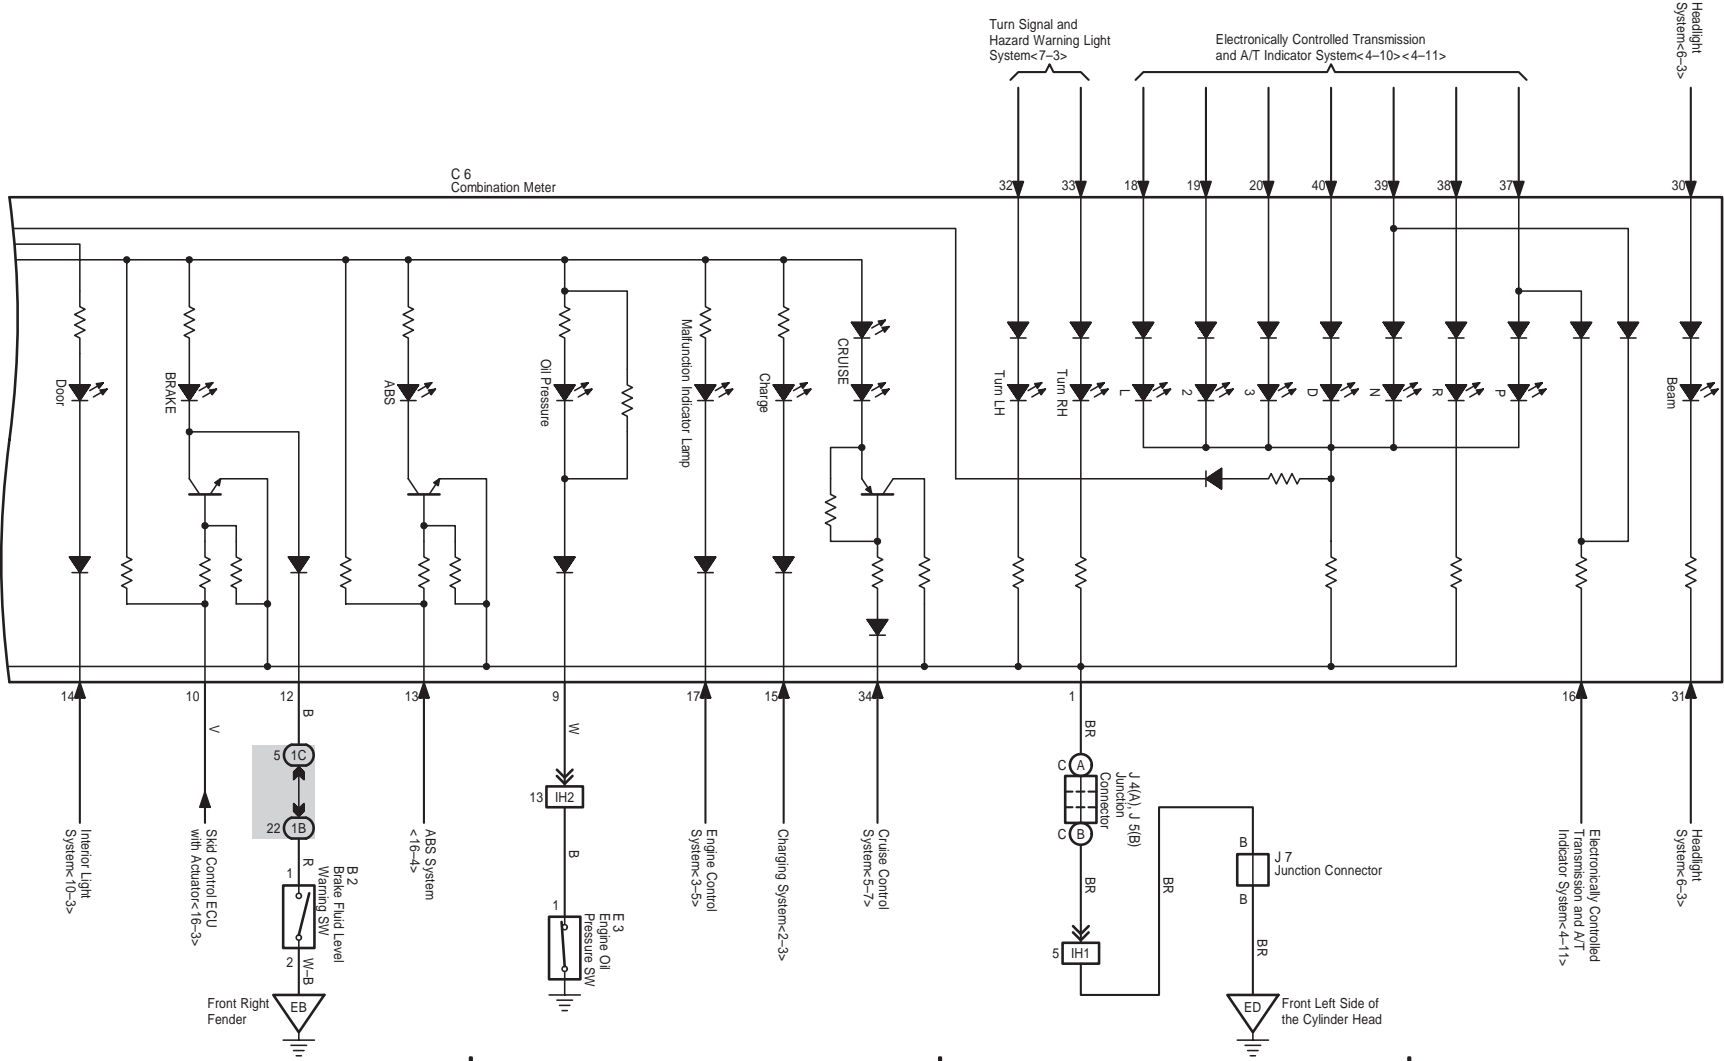 Turn Signal and
Hazard Warning Light
System<7–3>
Electronically Controlled Transmission
and A/T Indicator System<4–10><4–11>
Headlight
System<6–3>
C 6
Combination Meter
32
33
18
19
20
40
39
38
37
30
Door
BRAKE
ABS
Oil Pressure
Malfunction Indicator Lamp
Charge
CRUISE
Turn LH
Turn RH
L
2
3
D
N
R
P
Beam
14
10
12
13
9
17
15
34
1
16
31
V
B
W
BR
5
1C
22
1B
R
1
B 2
Brake Fluid Level
Warning SW
2
W–B
EB
Front Right
Fender
Interior Light
System<10–3>
Skid Control ECU
with Actuator<16–3>
ABS System
<16–4>
13
IH2
B
1
E 3
Engine Oil
Pressure SW
Engine Control
System<3–5>
Charging System<2–3>
Cruise Control
System<5–7>
C
A
J 4(A), J 5(B)
Junction
Connector
C
B
BR
5
IH1
BR
B
J 7
Junction Connector
B
BR
ED
Front Left Side of
the Cylinder Head
Electronically Controlled
Transmission and A/T
Indicator System<4–11>
Headlight
System<6–3>